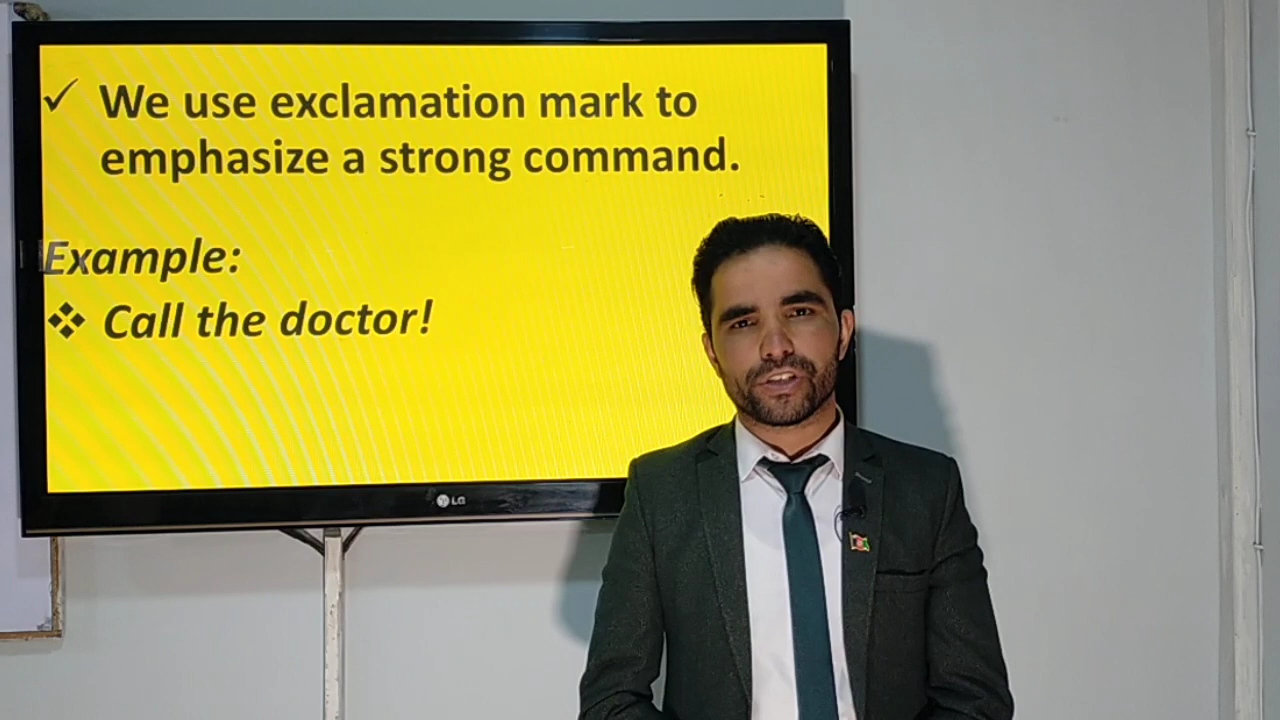 We use exclamation mark to
emphasize a strong command.
Example:
Call the doctor!
LG